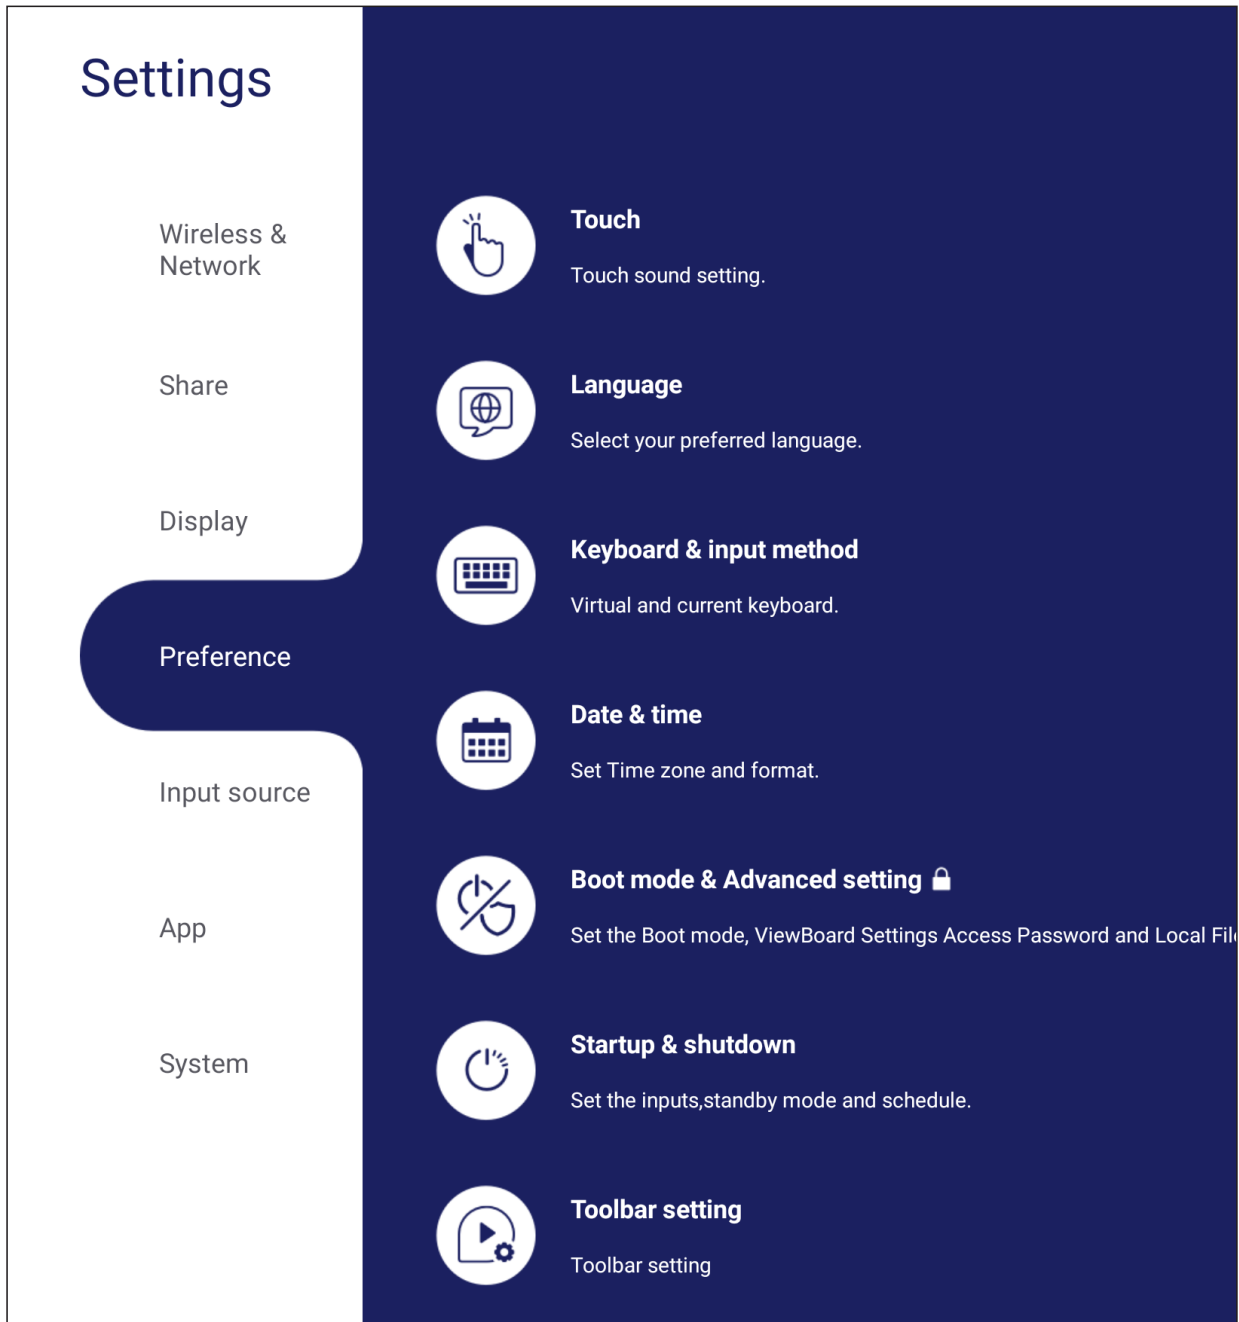 Settings
Wireless &
Network
Share
Display
Preference
Input source
App
System
Touch
Touch sound setting.
Language
Select your preferred language.
Keyboard & input method
Virtual and current keyboard.
Date & time
Set Time zone and format.
Boot mode & Advanced setting
Set the Boot mode, ViewBoard Settings Access Password and Local
Startup & shutdown
Set the inputs,standby mode and schedule.
Toolbar setting
Toolbar setting